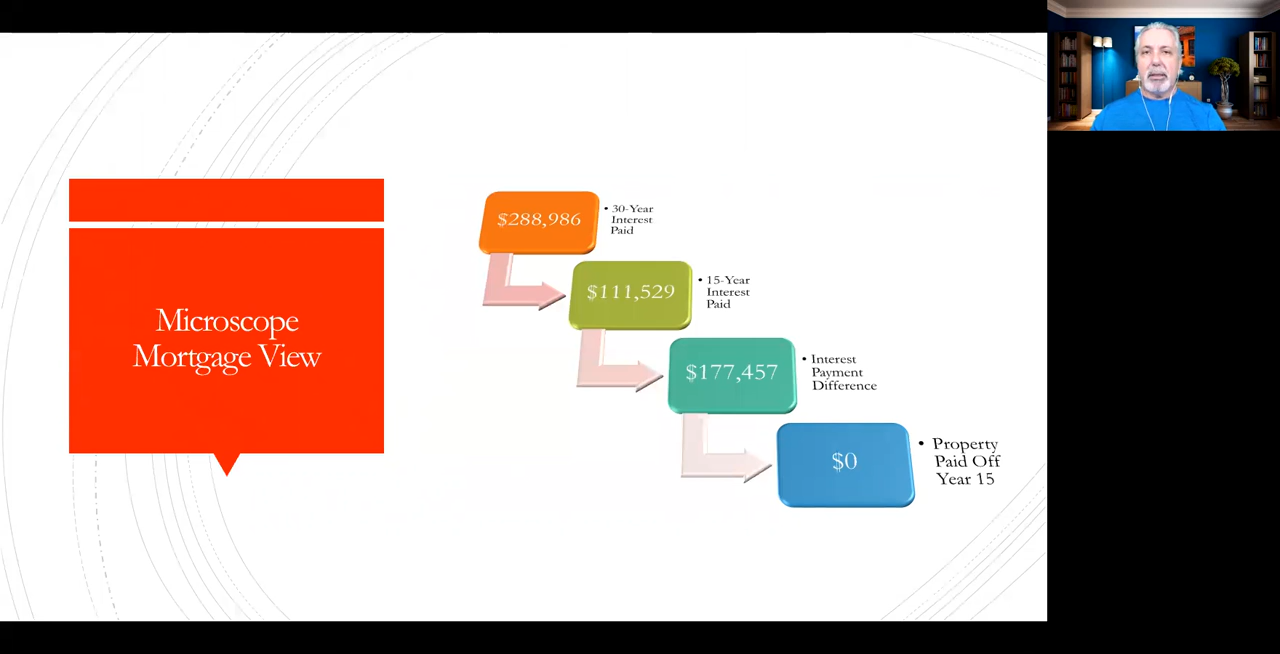 Microscope
Mortgage View
$288,986
• 30-Year
Interest
Paid
$111,529
• 15-Year
Interest
Paid
$177,457
• Interest
Payment
Difference
$0
• Property
Paid Off
Year 15